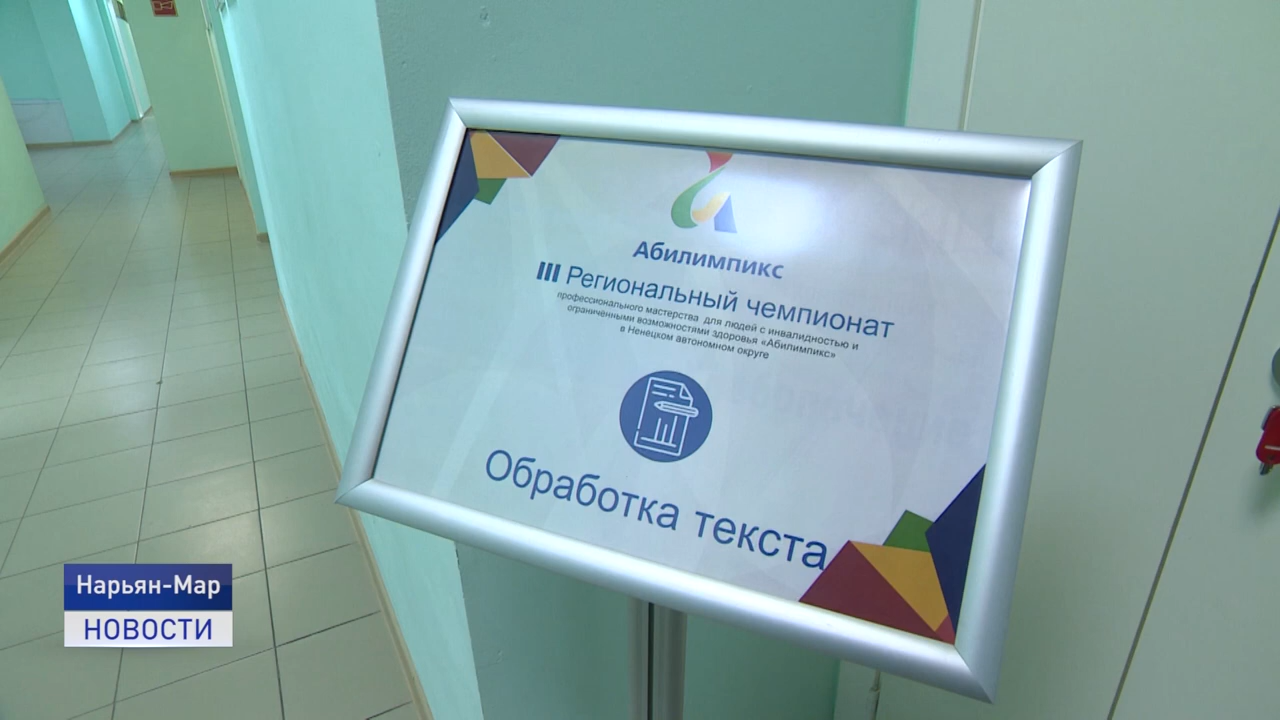 Абилимпикс
III Региональный чемпионат
профессионального мастерства для людей с инвалидностью и
ограниченными возможностями здоровья «Абилимпикс»
в Ненецком автономном округе
Обработка текста
Нарьян-Мар
НОВОСТИ